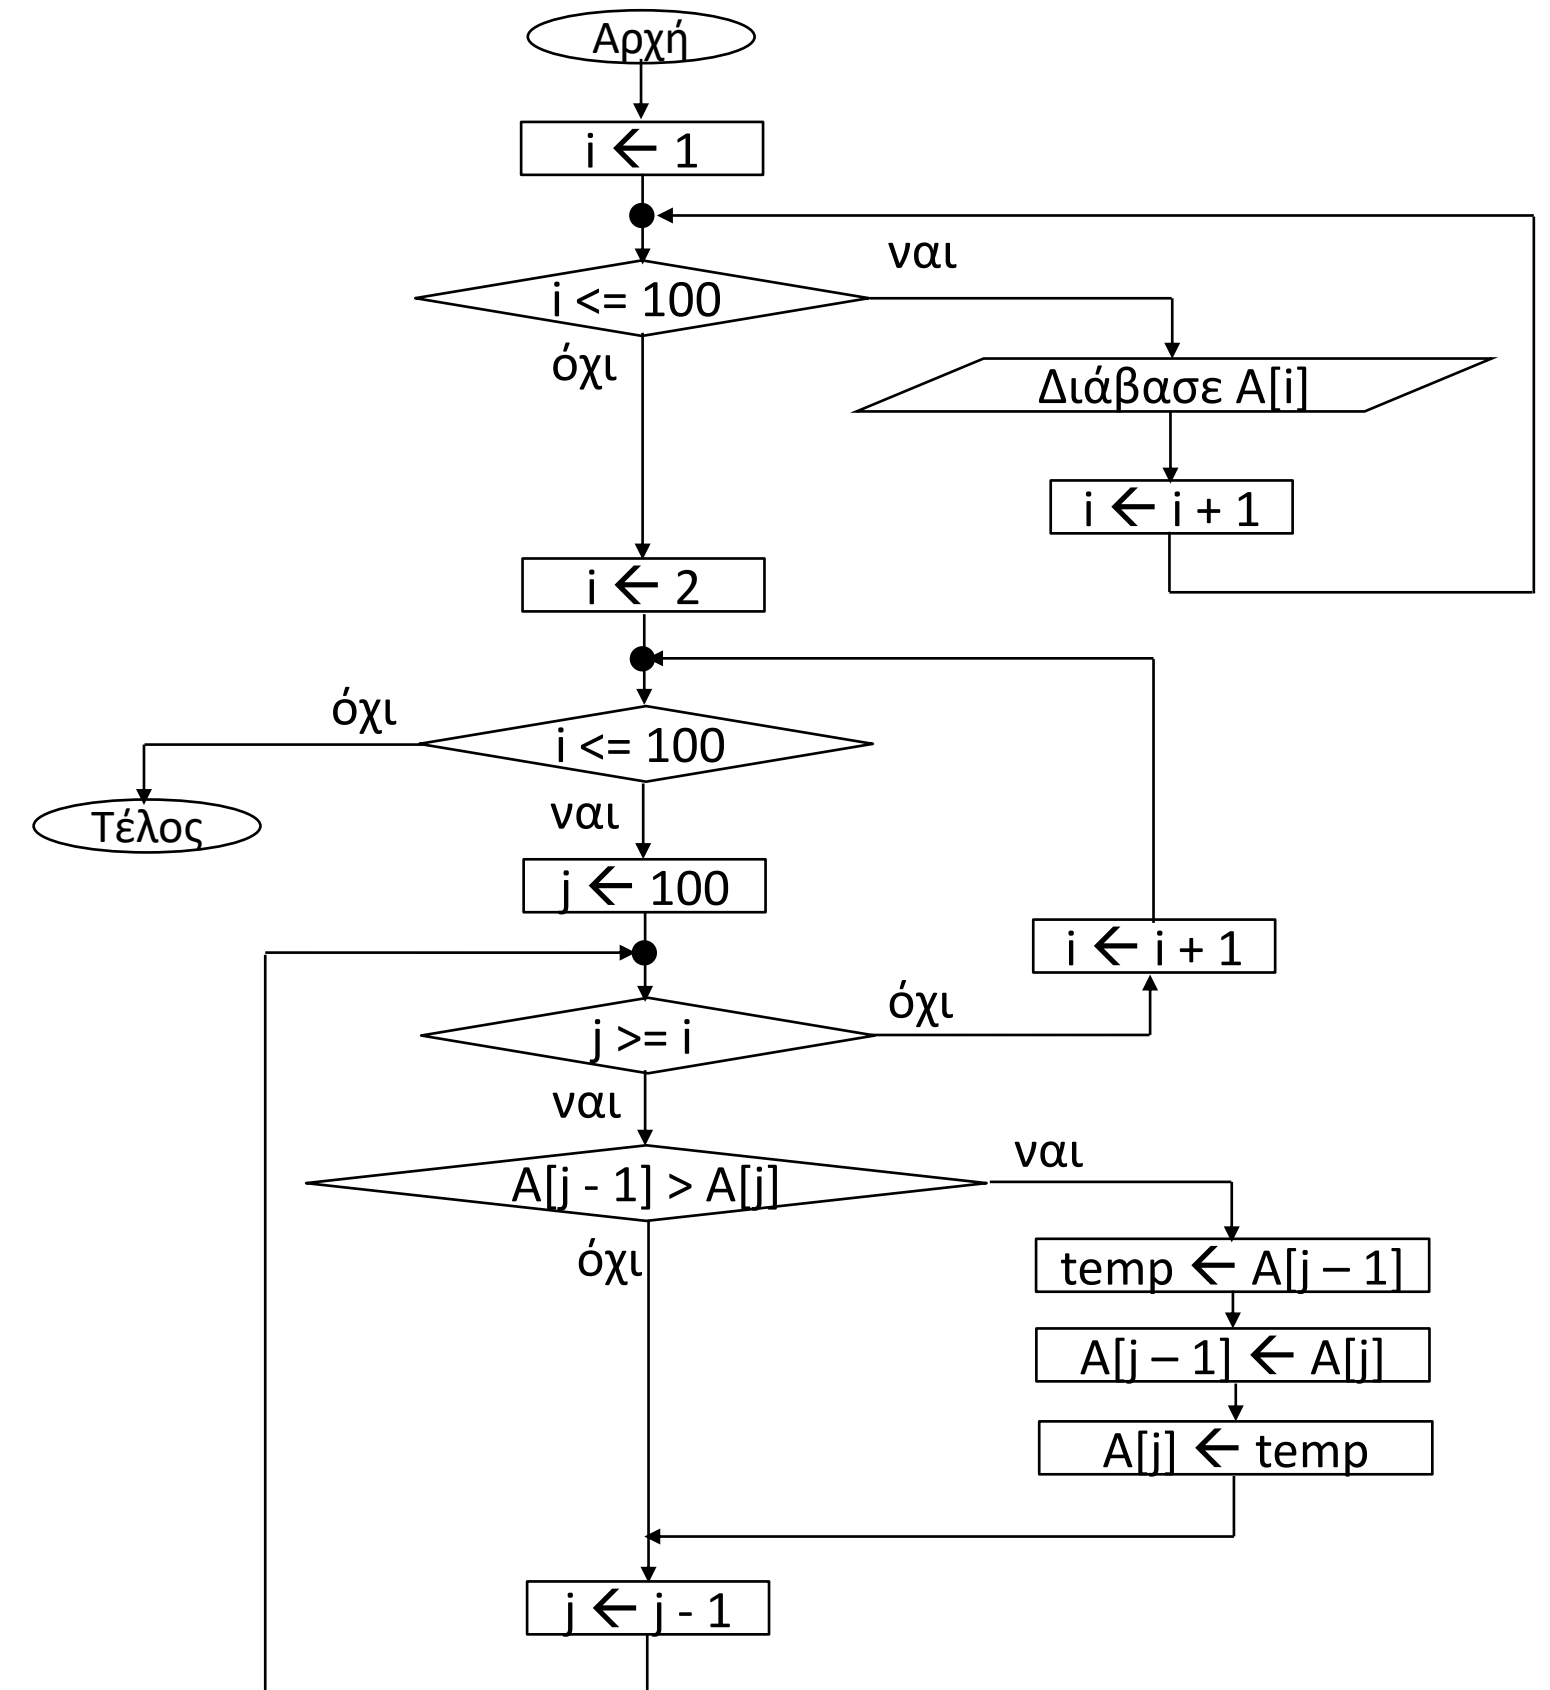 Αρχή
i ← 1
ναι
i <= 100
όχι
Διάβασε A[i]
i ← i + 1
i ← 2
όχι
i <= 100
ναι
Τέλος
j ← 100
i ← i + 1
όχι
j >= i
ναι
ναι
A[j - 1] > A[j]
όχι
temp ← A[j – 1]
A[j – 1] ← A[j]
A[j] ← temp
j ← j - 1